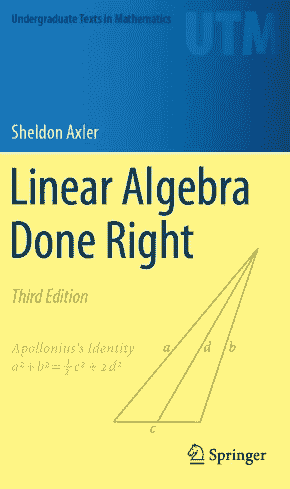 Undergraduate Texts in Mathematics
UTM
Sheldon Axler
Linear Algebra
Done Right
Third Edition
Apollonius's Identity
a² + b² = ½c² + 2d²
a
d
b
c
Springer